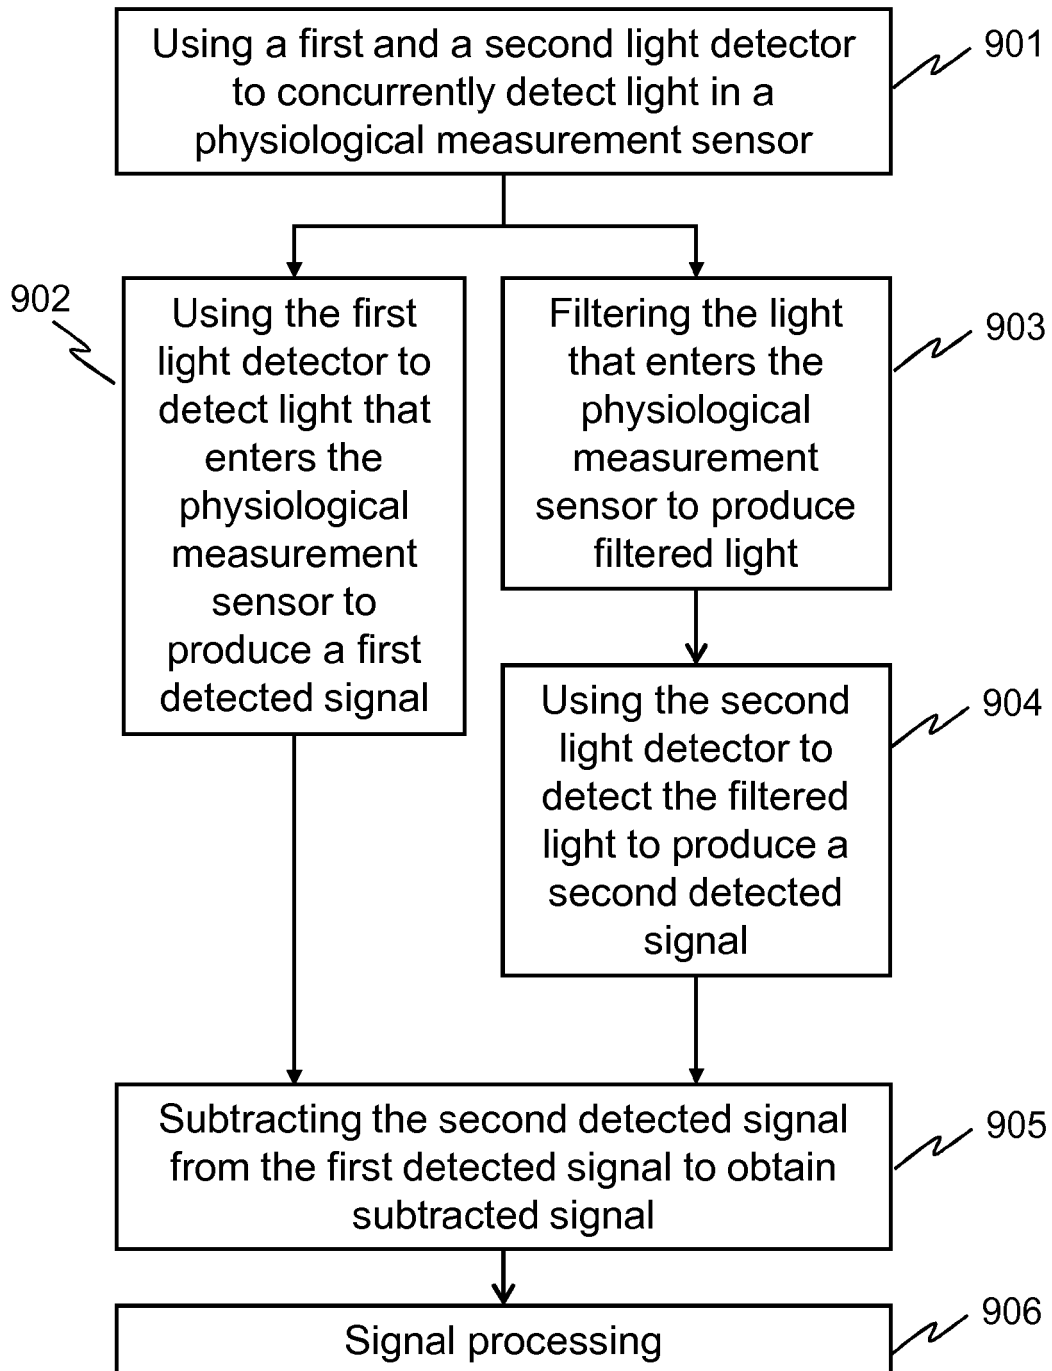 Using a first and a second light detector
to concurrently detect light in a
physiological measurement sensor
901
902
Using the first
light detector to
detect light that
enters the
physiological
measurement
sensor to
produce a first
detected signal
Filtering the light
that enters the
physiological
measurement
sensor to produce
filtered light
903
Using the second
light detector to
detect the filtered
light to produce a
second detected
signal
904
Subtracting the second detected signal
from the first detected signal to obtain
subtracted signal
905
Signal processing
906